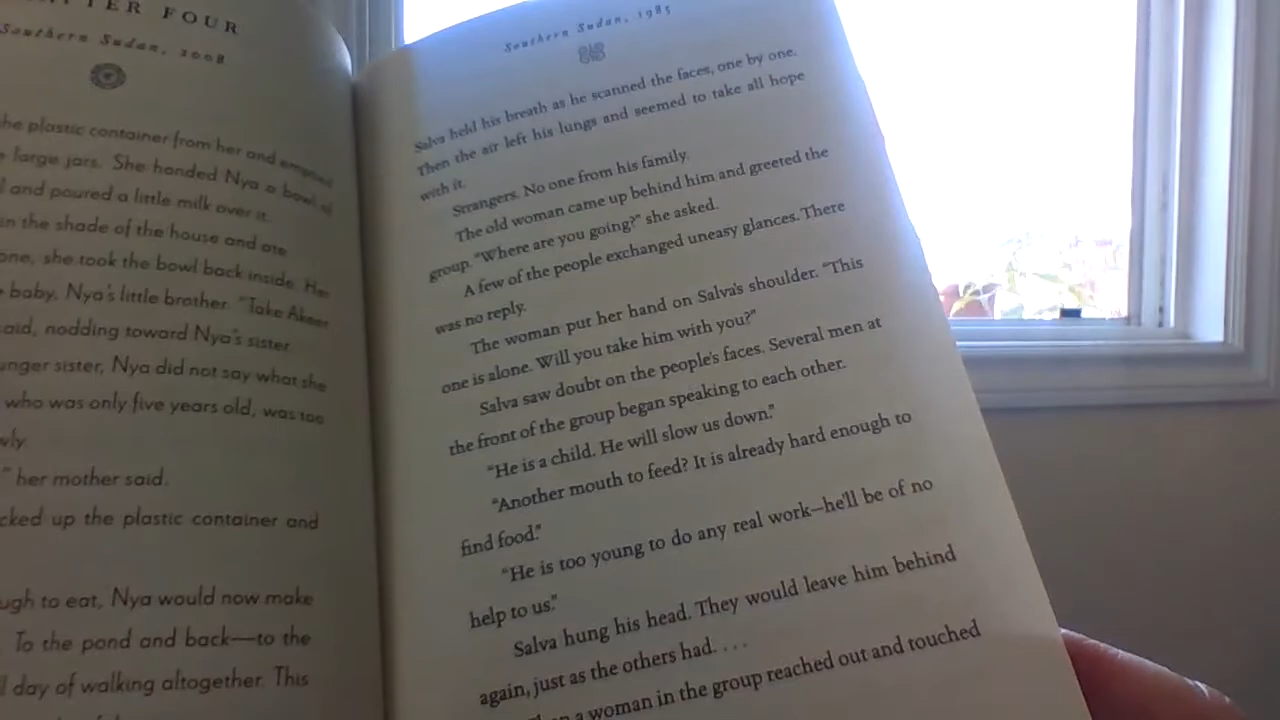 FOUR
Southern Sudan, 2008
he plastic container from her and emptied
large jars. She handed Nya a bowl of
and poured a little milk over it.
in the shade of the house and ate
one, she took the bowl back inside. Her
baby, Nya's little brother. "Take Akeer
said, nodding toward Nya's sister.
unger sister, Nya did not say what she
who was only five years old, was too
wly.
" her mother said.
cked up the plastic container and
ugh to eat, Nya would now make
To the pond and back—to the
l day of walking altogether. This
Southern Sudan, 1985
Salva held his breath as he scanned the faces, one by one.
Then the air left his lungs and seemed to take all hope
with it.
Strangers. No one from his family.
The old woman came up behind him and greeted the
group. "Where are you going?" she asked.
A few of the people exchanged uneasy glances. There
was no reply.
The woman put her hand on Salva's shoulder. "This
one is alone. Will you take him with you?"
Salva saw doubt on the people's faces. Several men at
the front of the group began speaking to each other.
"He is a child. He will slow us down."
"Another mouth to feed? It is already hard enough to
find food."
"He is too young to do any real work—he'll be of no
help to us."
Salva hung his head. They would leave him behind
again, just as the others had. . . .
a woman in the group reached out and touched